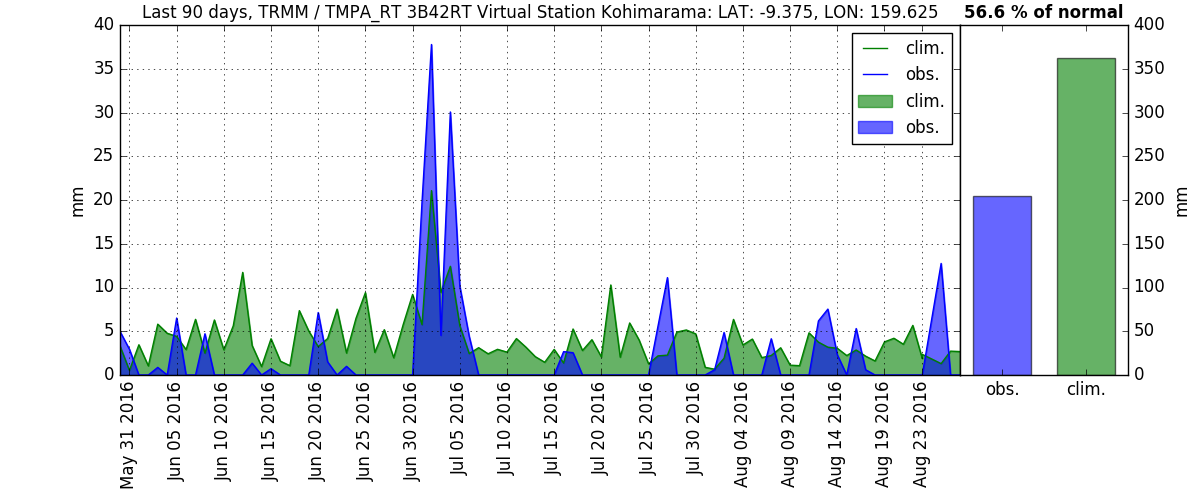 Last 90 days, TRMM / TMPA_RT 3B42RT Virtual Station Kohimarama: LAT: -9.375, LON: 159.625
56.6 % of normal
40
35
30
25
20
15
10
5
0
mm
clim.
obs.
clim.
obs.
May 31 2016
Jun 05 2016
Jun 10 2016
Jun 15 2016
Jun 20 2016
Jun 25 2016
Jun 30 2016
Jul 05 2016
Jul 10 2016
Jul 15 2016
Jul 20 2016
Jul 25 2016
Jul 30 2016
Aug 04 2016
Aug 09 2016
Aug 14 2016
Aug 19 2016
Aug 23 2016
400
350
300
250
200
150
100
50
0
mm
obs.
clim.